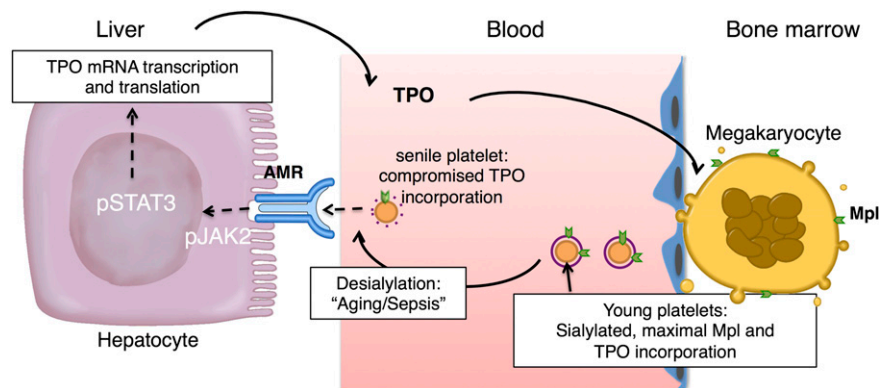 Liver
Blood
Bone marrow
TPO mRNA transcription
and translation
TPO
Megakaryocyte
AMR
senile platelet:
compromised TPO
incorporation
pSTAT3
pJAK2
Mpl
Desialylation:
“Aging/Sepsis”
Young platelets:
Sialylated, maximal Mpl and
TPO incorporation
Hepatocyte